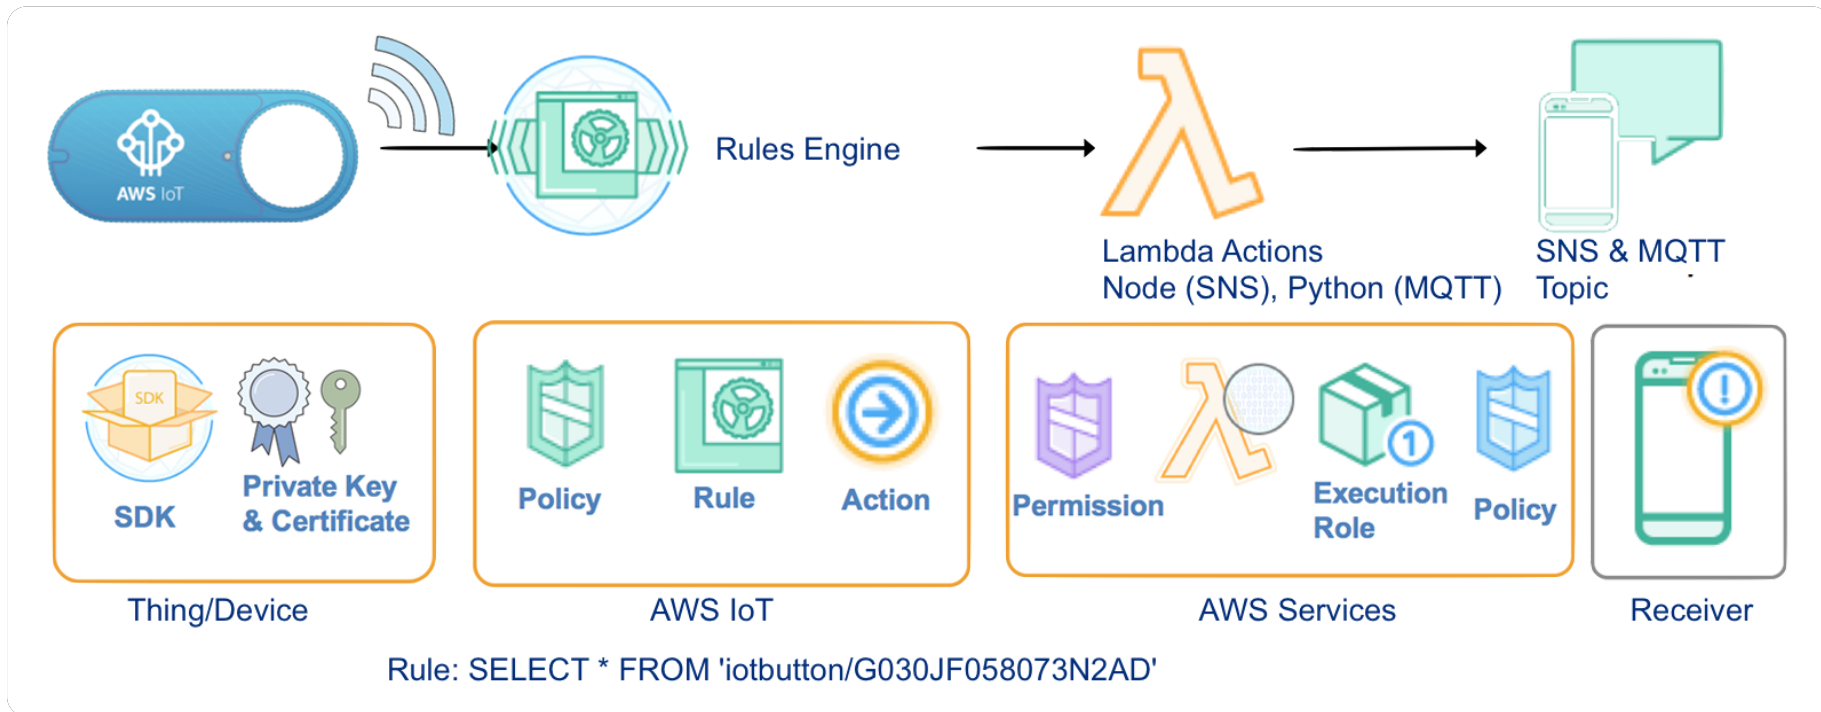 AWS IoT
Rules Engine
Lambda Actions
Node (SNS), Python (MQTT)
SNS & MQTT
Topic
SDK
SDK
Private Key
& Certificate
Policy
Rule
Action
Permission
1
Execution
Role
Policy
!
Thing/Device
AWS IoT
AWS Services
Receiver
Rule: SELECT * FROM 'iotbutton/G030JF058073N2AD'